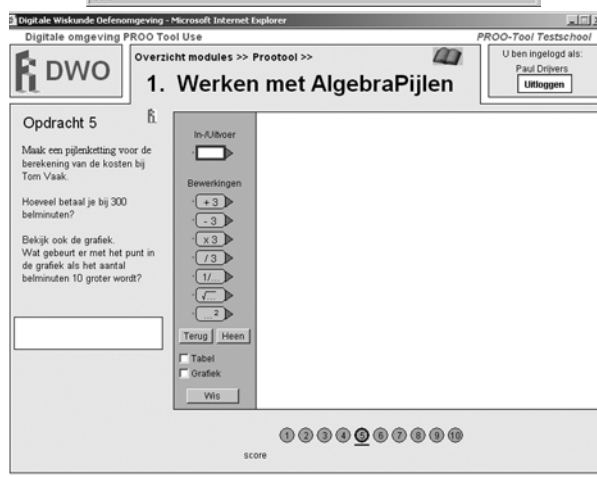 Digitale Wiskunde Oefenomgeving - Microsoft Internet Explorer
Digitale omgeving PROO Tool Use
PROO-Tool Testschool
DWO
Overzicht modules >> Prootool >>
1. Werken met AlgebraPijlen
U ben ingelogd als:
Paul Drijvers
Uitloggen
Opdracht 5
Maak een pijlenketting voor de
berekening van de kosten bij
Tom Vaak.
Hoeveel betaal je bij 300
belminuten?
Bekijk ook de grafiek.
Wat gebeurt er met het punt in
de grafiek als het aantal
belminuten 10 groter wordt?
In-/Uitvoer
Bewerkingen
+ 3
- 3
x 3
/ 3
1/...
√...
...²
Terug Heen
Tabel
Grafiek
Wis
1 2 3 4 5 6 7 8 9 10
score